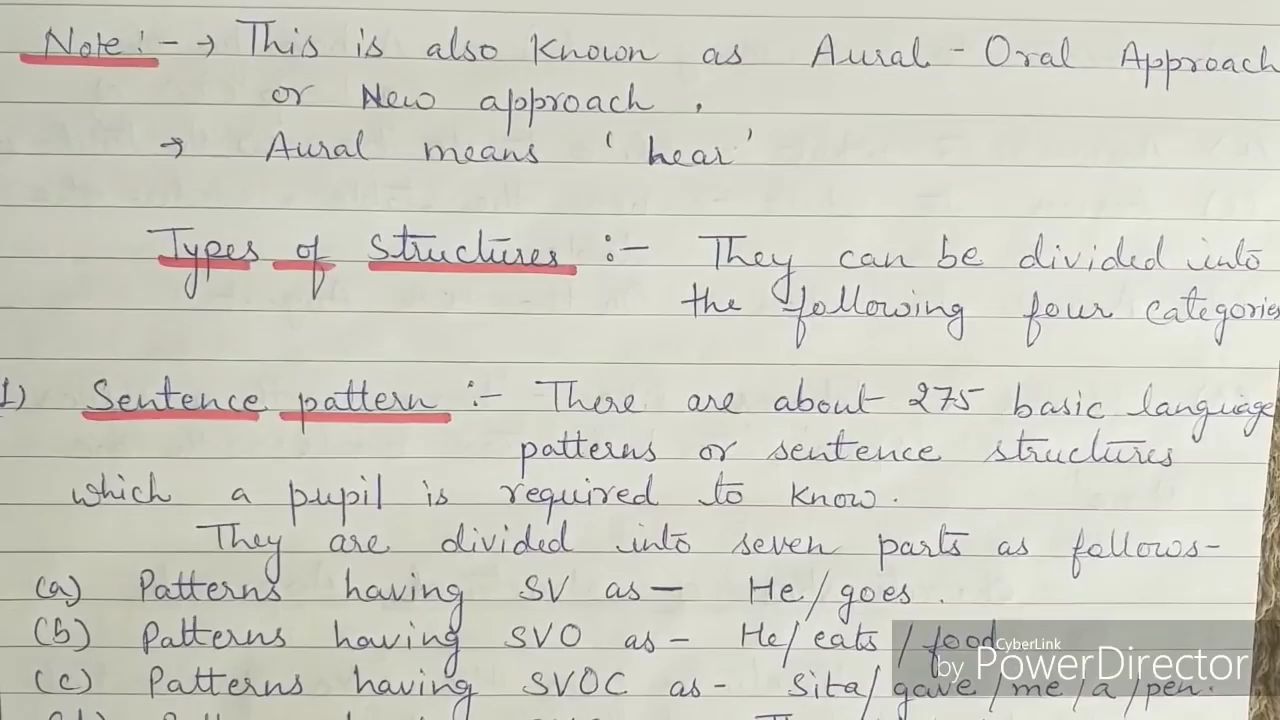 Note:- → This is also known as Aural-Oral Approach
or New approach.
→ Aural means 'hear'
Types of structures :- They can be divided into
the following four categories
1) Sentence pattern :- There are about 275 basic language
patterns or sentence structures
which a pupil is required to know.
They are divided into seven parts as follows-
(a) Patterns having SV as- He/goes.
(b) Patterns having SVO as- He/eats/food
(c) Patterns having SVOC as- Sita/gave/me/a/pen.
CyberLink
by PowerDirector